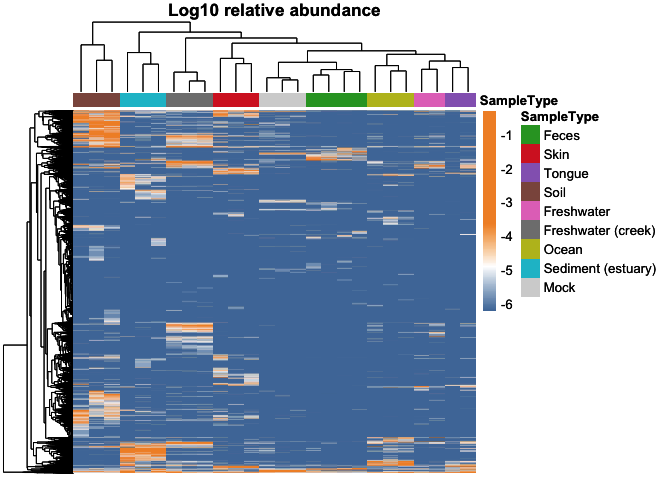 Log10 relative abundance
SampleType
SampleType
-1
-2
-3
-4
-5
-6
Feces
Skin
Tongue
Soil
Freshwater
Freshwater (creek)
Ocean
Sediment (estuary)
Mock